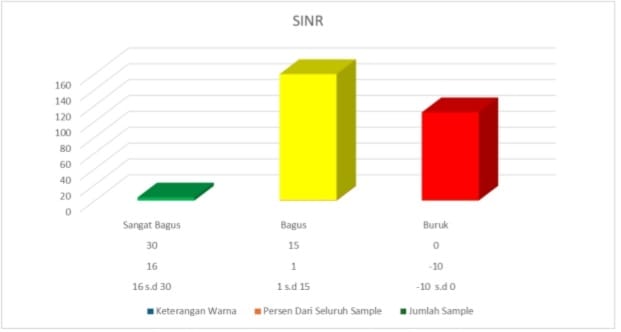 SINR
160
140
120
100
80
60
40
20
0
Sangat Bagus Bagus Buruk
30 15 0
16 1 -10
16 s.d 30 1 s.d 15 -10 s.d 0
Keterangan Warna Persen Dari Seluruh Sample Jumlah Sample